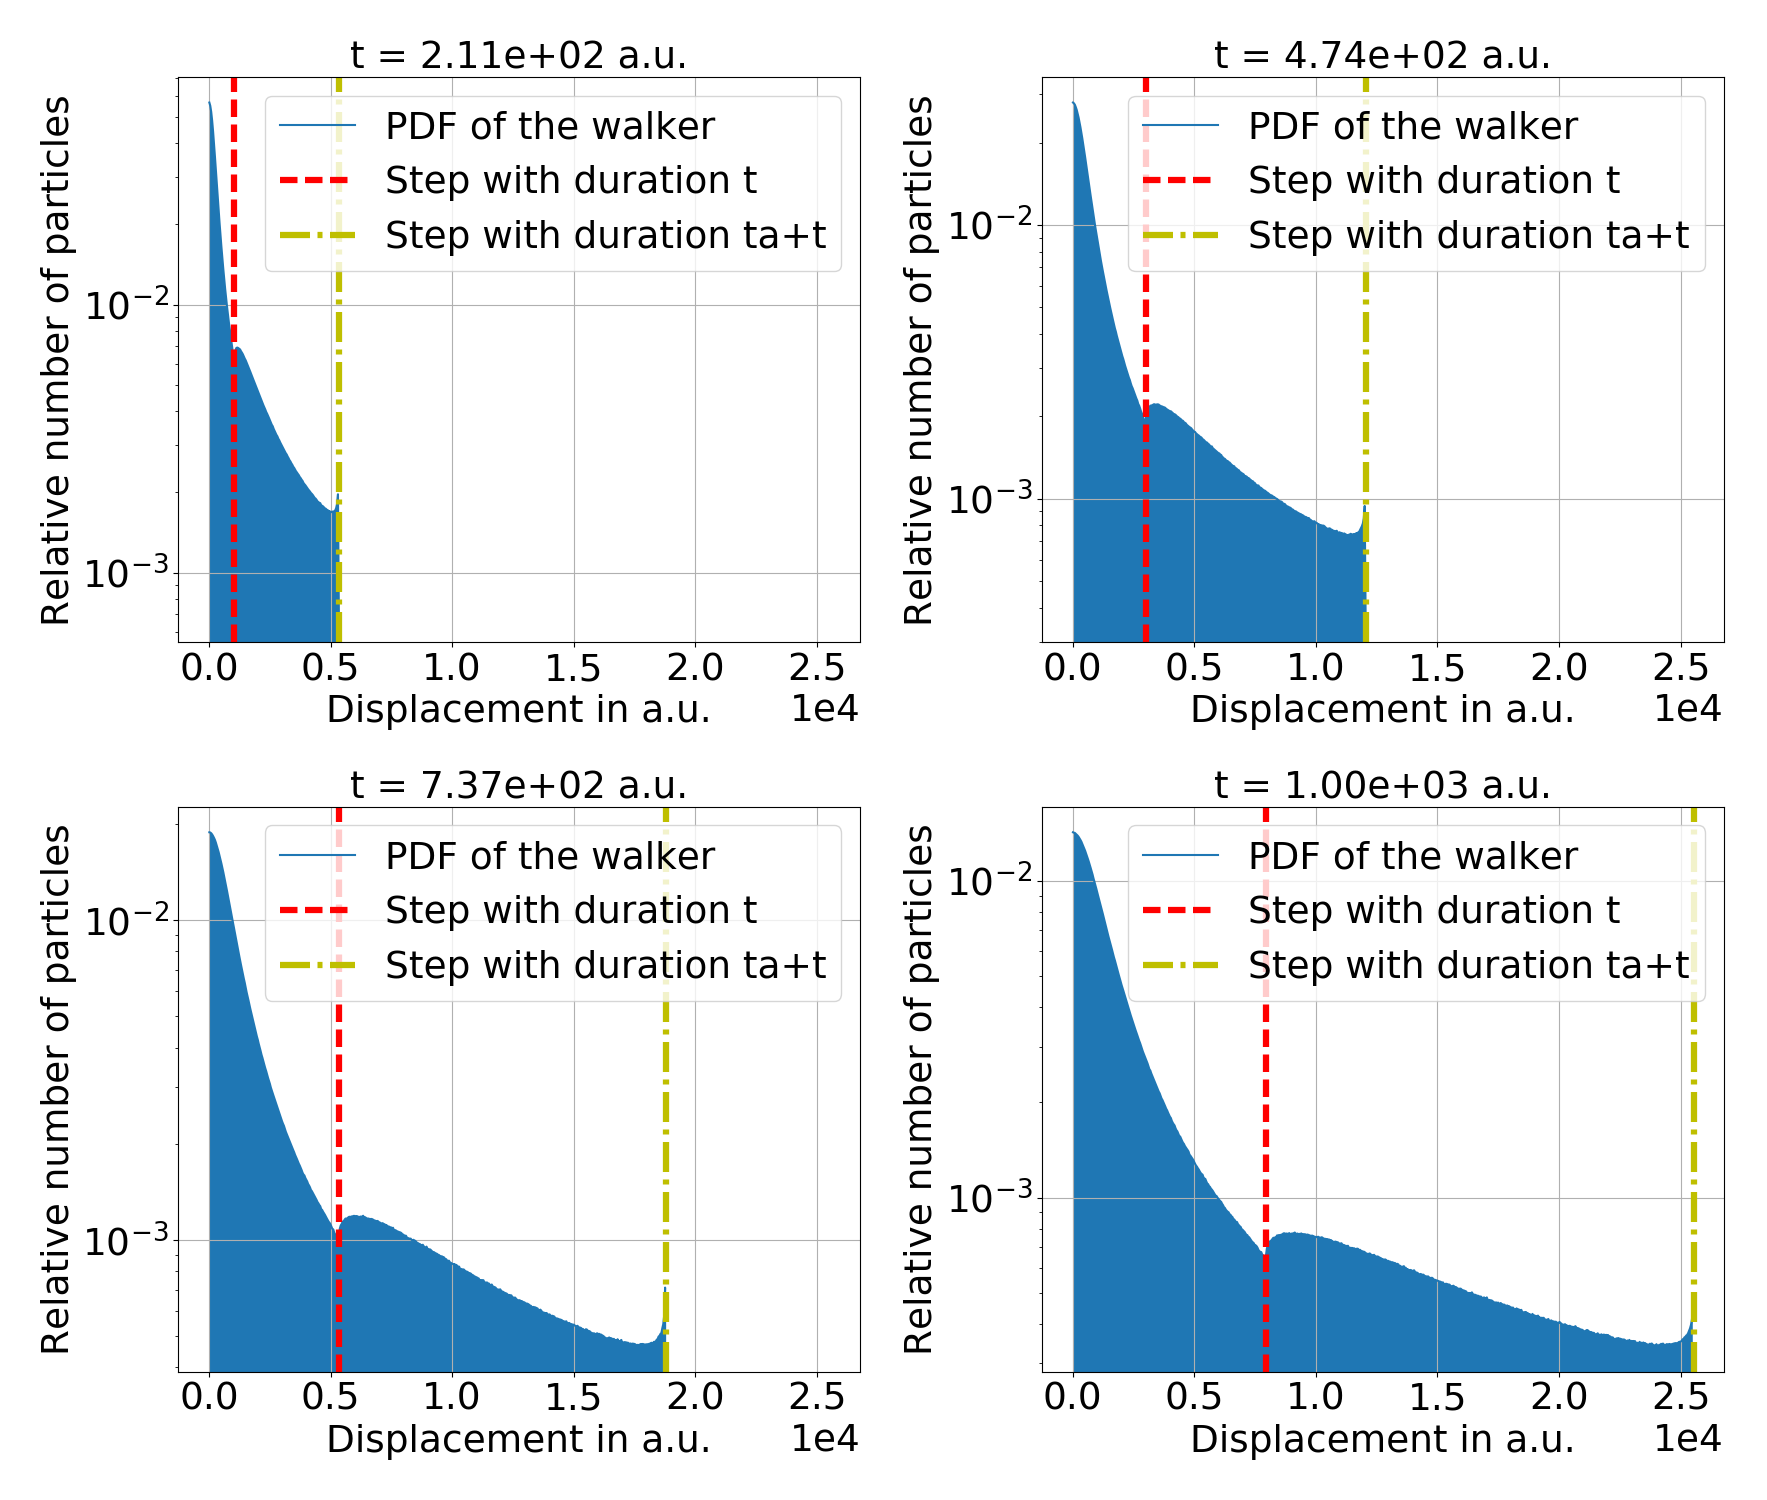 t = 2.11e+02 a.u.
Relative number of particles
10⁻²
10⁻³
PDF of the walker
Step with duration t
Step with duration ta+t
0.0 0.5 1.0 1.5 2.0 2.5
Displacement in a.u.
1e4
t = 4.74e+02 a.u.
Relative number of particles
10⁻²
10⁻³
PDF of the walker
Step with duration t
Step with duration ta+t
0.0 0.5 1.0 1.5 2.0 2.5
Displacement in a.u.
1e4
t = 7.37e+02 a.u.
Relative number of particles
10⁻²
10⁻³
PDF of the walker
Step with duration t
Step with duration ta+t
0.0 0.5 1.0 1.5 2.0 2.5
Displacement in a.u.
1e4
t = 1.00e+03 a.u.
Relative number of particles
10⁻²
10⁻³
PDF of the walker
Step with duration t
Step with duration ta+t
0.0 0.5 1.0 1.5 2.0 2.5
Displacement in a.u.
1e4